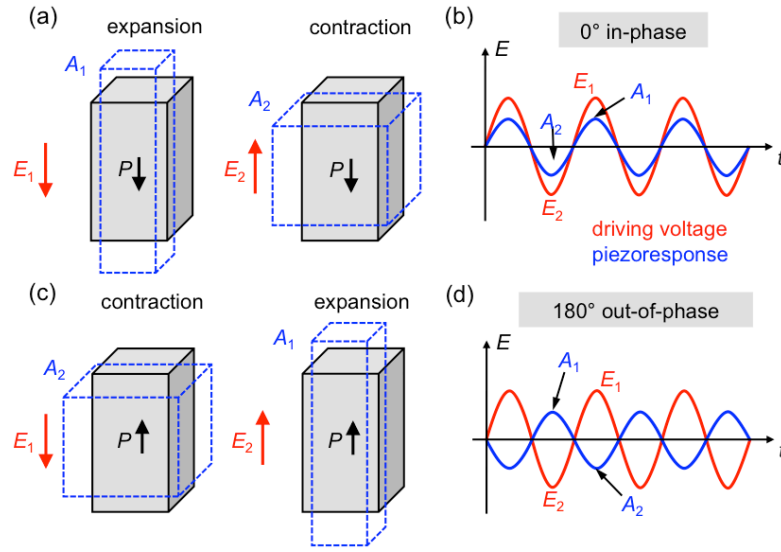 (a)
expansion
contraction
A1
A2
E1
P
E2
P
(b)
0° in-phase
E
E1
A1
A2
E2
t
driving voltage
piezoresponse
(c)
contraction
expansion
A2
A1
E1
P
E2
P
(d)
180° out-of-phase
E
A1
E1
t
E2
A2